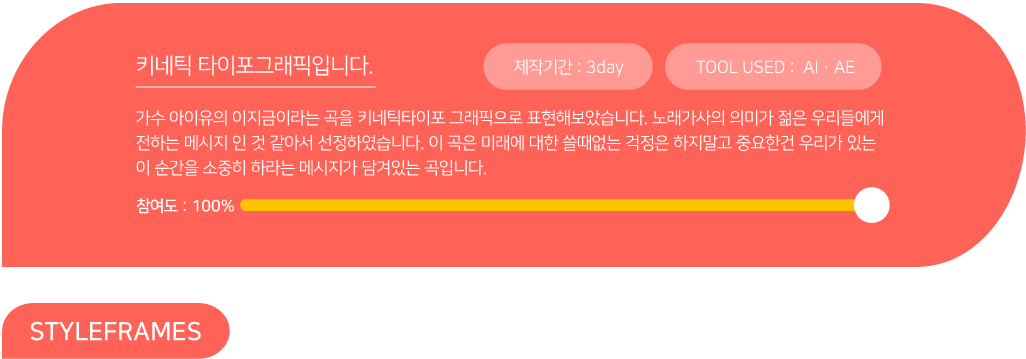 키네틱 타이포그래픽입니다.
제작기간 : 3day
TOOL USED : AI · AE
가수 아이유의 이지금이라는 곡을 키네틱타이포 그래픽으로 표현해보았습니다. 노래가사의 의미가 젊은 우리들에게
전하는 메시지 인 것 같아서 선정하였습니다. 이 곡은 미래에 대한 쓸때없는 걱정은 하지말고 중요한건 우리가 있는
이 순간을 소중히 하라는 메시지가 담겨있는 곡입니다.
참여도 : 100%
STYLEFRAMES